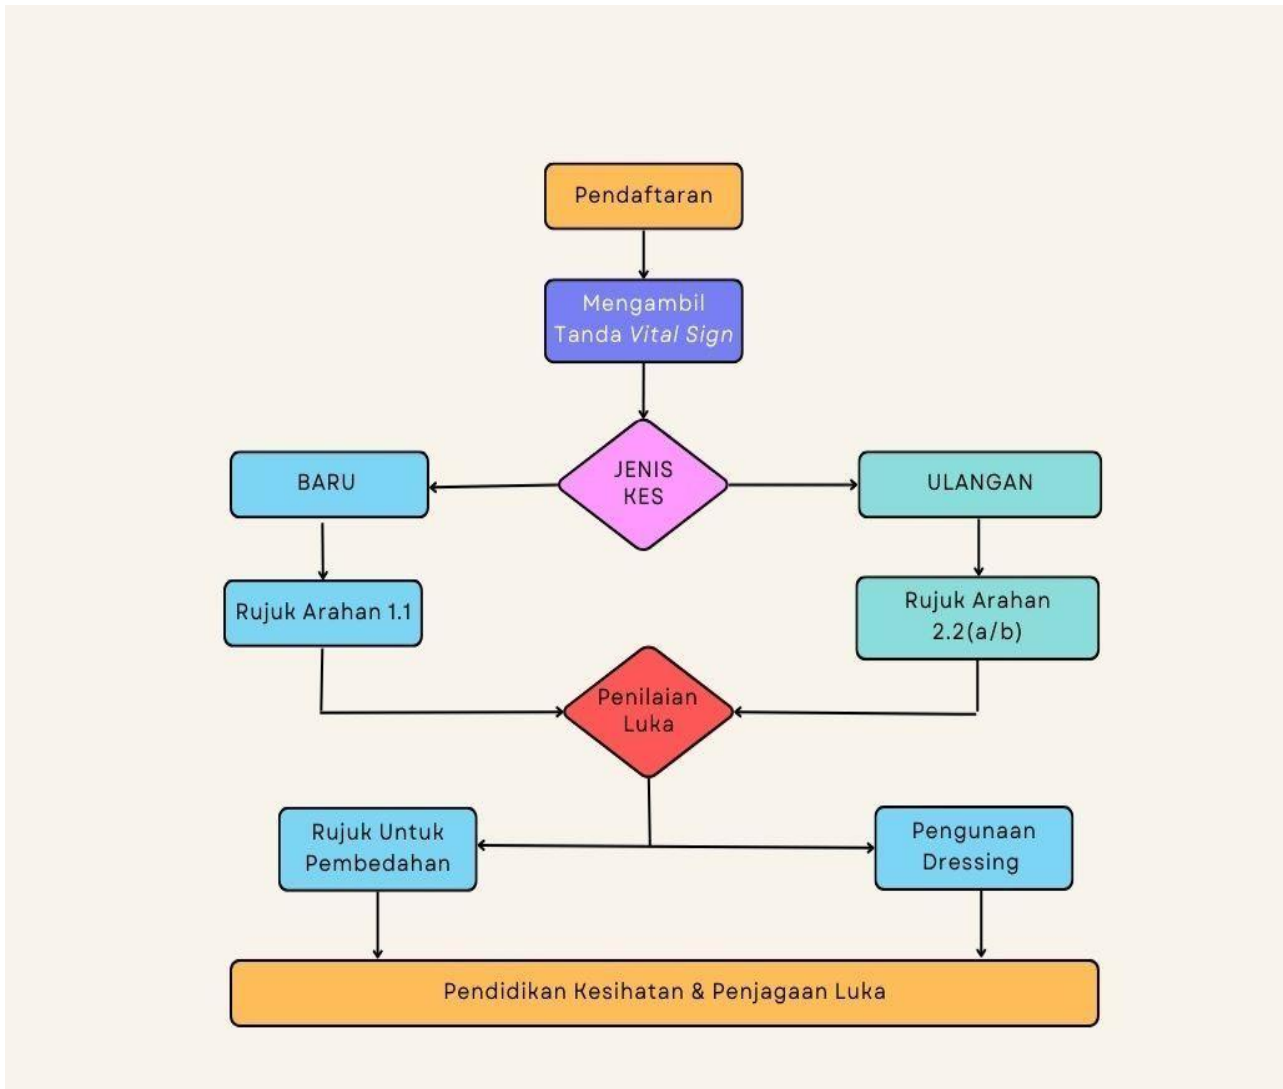 Pendaftaran
Mengambil
Tanda Vital Sign
JENIS
KES
BARU
ULANGAN
Rujuk Arahan 1.1
Rujuk Arahan
2.2(a/b)
Penilaian
Luka
Rujuk Untuk
Pembedahan
Pengunaan
Dressing
Pendidikan Kesihatan & Penjagaan Luka